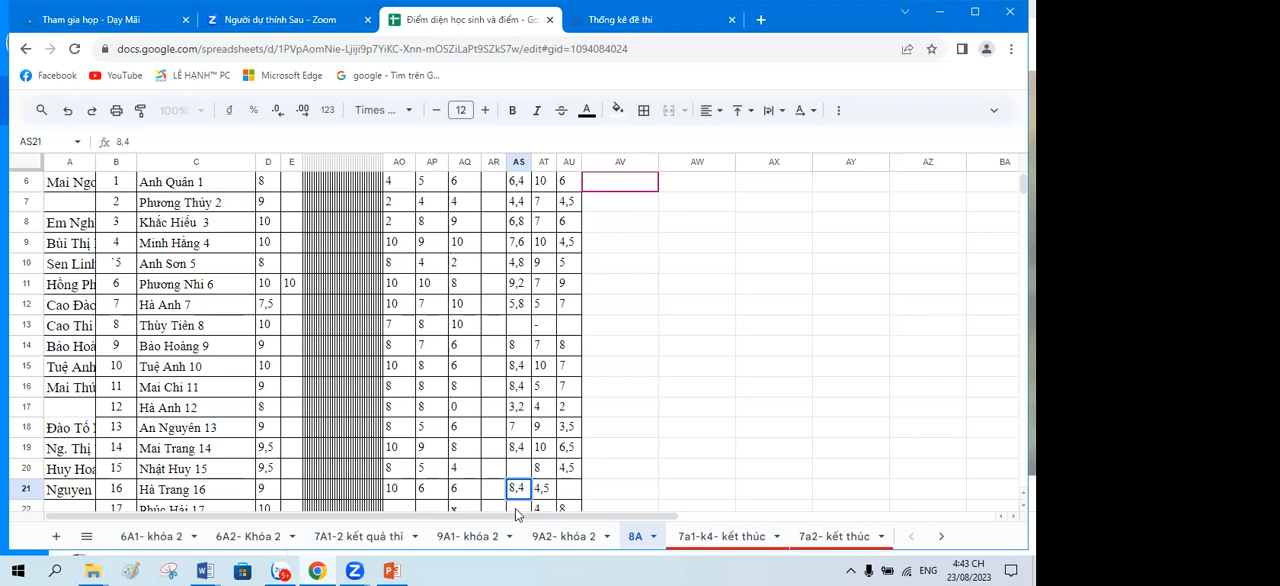 Tham gia họp - Dạy Mãi
Người dự thính Sau - Zoom
Điểm diện học sinh và điểm - Go
Thống kê đề thi
docs.google.com/spreadsheets/d/1PVpAomNie-Ljiji9p7YiKC-Xnn-mOSZiLaPt9SZkS7w/edit#gid=1094084024
Facebook YouTube LÊ HẠNH™ PC Microsoft Edge google - Tìm trên G...
100% đ % .0 .00 123 Times ... − 12 + B I A
AS21 fx 8,4
A B C D E AO AP AQ AR AS AT AU AV AW AX AY AZ BA
6 Mai Ngọ 1 Anh Quân 1 8 4 5 6 6,4 10 6
7 2 Phương Thủy 2 9 2 4 4 4,4 7 4,5
8 Em Ngh 3 Khắc Hiếu 3 10 2 8 9 6,8 7 6
9 Bùi Thị 4 Minh Hằng 4 10 10 9 10 7,6 10 4,5
10 Sen Linh `5 Anh Sơn 5 8 8 4 2 4,8 9 5
11 Hồng Ph 6 Phương Nhi 6 10 10 10 10 8 9,2 7 9
12 Cao Đào 7 Hà Anh 7 7,5 10 7 10 5,8 5 7
13 Cao Thi 8 Thùy Tiên 8 10 7 8 10 -
14 Bảo Hoà 9 Bảo Hoàng 9 9 8 7 6 8 7 8
15 Tuệ Anh 10 Tuệ Anh 10 10 10 8 6 8,4 10 7
16 Mai Thú 11 Mai Chi 11 9 8 8 8 8,4 5 7
17 12 Hà Anh 12 8 8 8 0 3,2 4 2
18 Đào Tố 13 An Nguyên 13 9 8 5 6 7 9 3,5
19 Ng. Thị 14 Mai Trang 14 9,5 10 9 8 8,4 10 6,5
20 Huy Hoa 15 Nhật Huy 15 9,5 8 5 4 8 4,5
21 Nguyen 16 Hà Trang 16 9 10 6 6 8,4 4,5
22 17 Phúc Hải 17 10 x 4 8
+ 6A1- khóa 2 6A2- Khóa 2 7A1-2 kết quả thi 9A1- khóa 2 9A2- khóa 2 8A 7a1-k4- kết thúc 7a2- kết thúc
ENG 4:43 CH
23/08/2023